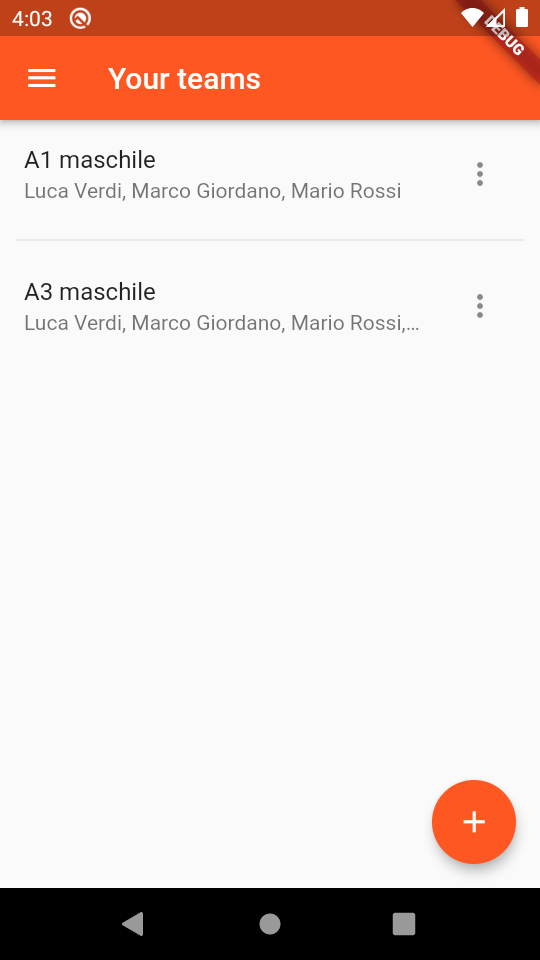 4:03
DEBUG
Your teams
A1 maschile
Luca Verdi, Marco Giordano, Mario Rossi
A3 maschile
Luca Verdi, Marco Giordano, Mario Rossi,...